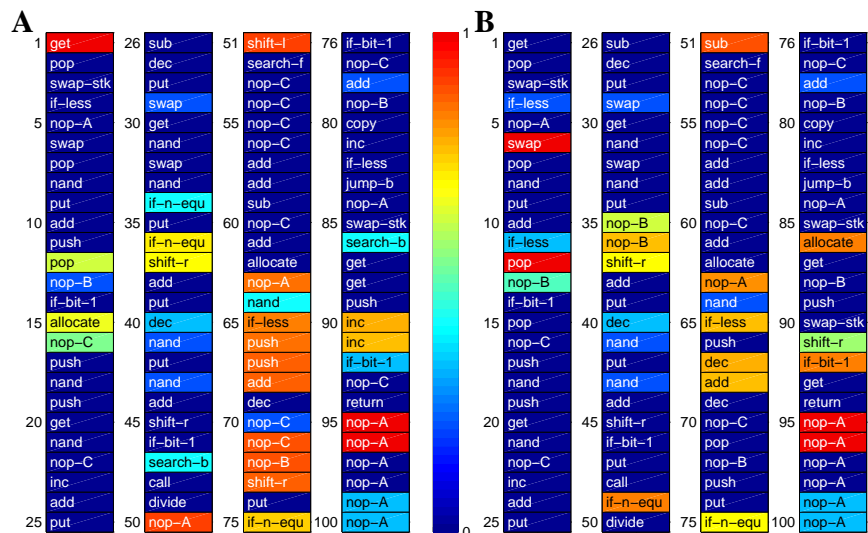 A
1 get
pop
swap−stk
if−less
5 nop−A
swap
pop
nand
put
10 add
push
pop
nop−B
if−bit−1
15 allocate
nop−C
push
nand
push
20 get
nand
nop−C
inc
add
25 put
26 sub
dec
put
swap
30 get
nand
swap
nand
if−n−equ
35 put
if−n−equ
shift−r
add
put
40 dec
nand
put
nand
add
45 shift−r
if−bit−1
search−b
call
divide
50 nop−A
51 shift−l
search−f
nop−C
nop−C
55 nop−C
nop−C
add
add
sub
60 nop−C
add
allocate
nop−A
nand
65 if−less
push
push
add
dec
70 nop−C
nop−C
nop−B
shift−r
put
75 if−n−equ
76 if−bit−1
nop−C
add
nop−B
80 copy
inc
if−less
jump−b
nop−A
85 swap−stk
search−b
get
get
push
90 inc
inc
if−bit−1
nop−C
return
95 nop−A
nop−A
nop−A
nop−A
nop−A
100 nop−A
1
0
B
1 get
pop
swap−stk
if−less
5 nop−A
swap
pop
nand
put
10 add
if−less
pop
nop−B
if−bit−1
15 pop
nop−C
push
nand
push
20 get
nand
nop−C
inc
add
25 put
26 sub
dec
put
swap
30 get
nand
swap
nand
put
35 nop−B
nop−B
shift−r
add
put
40 dec
nand
put
nand
add
45 shift−r
if−bit−1
put
call
if−n−equ
50 divide
51 sub
search−f
nop−C
nop−C
55 nop−C
nop−C
add
add
sub
60 nop−C
add
allocate
nop−A
nand
65 if−less
push
dec
add
dec
70 nop−C
pop
nop−B
push
put
75 if−n−equ
76 if−bit−1
nop−C
add
nop−B
80 copy
inc
if−less
jump−b
nop−A
85 swap−stk
allocate
get
nop−B
push
90 swap−stk
shift−r
if−bit−1
get
return
95 nop−A
nop−A
nop−A
nop−A
nop−A
100 nop−A